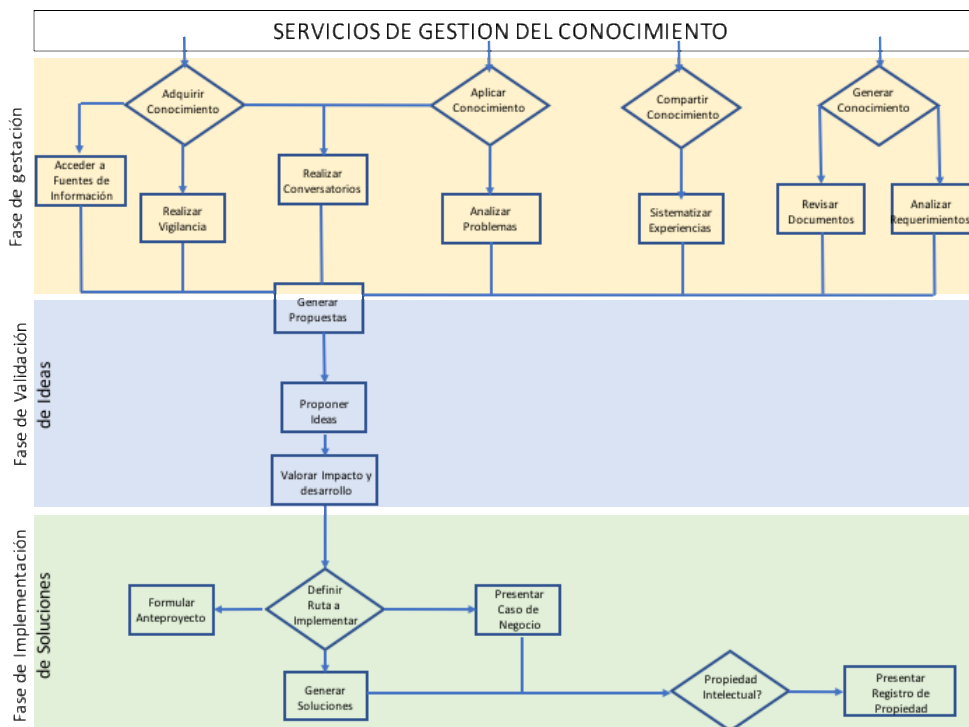 SERVICIOS DE GESTION DEL CONOCIMIENTO
Fase de gestación
Adquirir
Conocimiento
Aplicar
Conocimiento
Compartir
Conocimiento
Generar
Conocimiento
Acceder a
Fuentes de
Información
Realizar
Vigilancia
Realizar
Conversatorios
Analizar
Problemas
Sistematizar
Experiencias
Revisar
Documentos
Analizar
Requerimientos
Generar
Propuestas
Fase de Validación
de Ideas
Proponer
Ideas
Valorar Impacto y
desarrollo
Fase de Implementación
de Soluciones
Formular
Anteproyecto
Definir
Ruta a
Implementar
Presentar
Caso de
Negocio
Generar
Soluciones
Propiedad
Intelectual?
Presentar
Registro de
Propiedad